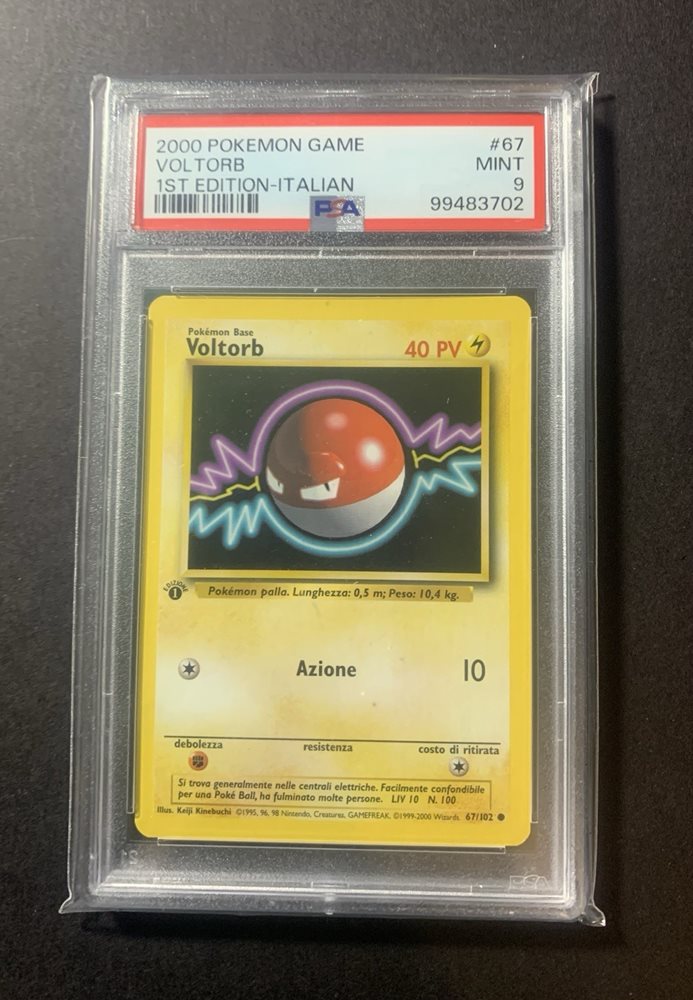 2000 POKEMON GAME #67
VOLTORB MINT
1ST EDITION-ITALIAN 9
PSA 99483702
Pokémon Base
Voltorb 40 PV
EDIZIONE 1
Pokémon palla. Lunghezza: 0,5 m; Peso: 10,4 kg.
Azione 10
debolezza resistenza costo di ritirata
Si trova generalmente nelle centrali elettriche. Facilmente confondibile
per una Poké Ball, ha fulminato molte persone. LIV 10 N. 100
Illus. Keiji Kinebuchi ©1995, 96, 98 Nintendo, Creatures, GAMEFREAK. ©1999-2000 Wizards. 67/102
PSA